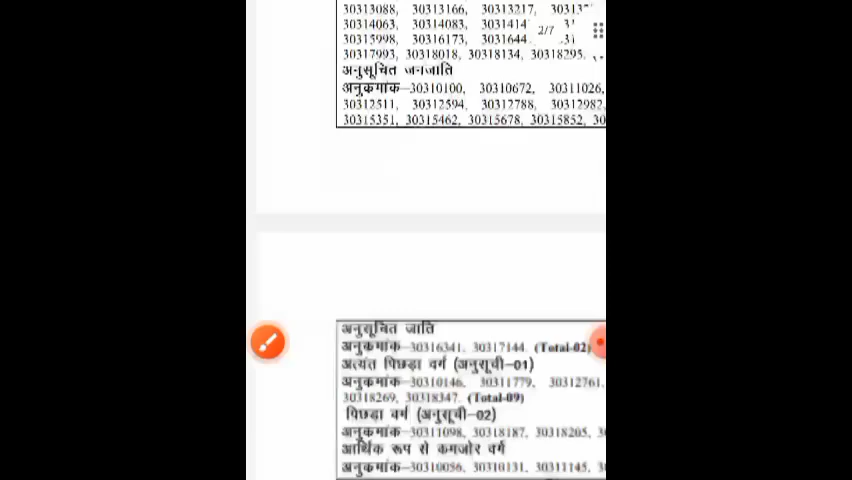 30313088, 30313166, 30313217,
30314063, 30314083,
2/7
30315998, 30316173,
30317993, 30318018, 30318134, 30318295,
अनुसूचित जनजाति
अनुक्रमांक–30310100, 30310672, 30311026,
30312511, 30312594, 30312788, 30312982,
30315351, 30315462, 30315678, 30315852, 30
अनुसूचित जाति
अनुक्रमांक–30316341, 30317144. (Total-02)
अत्यंत पिछड़ा वर्ग (अनुसूची–01)
अनुक्रमांक–30310146, 30311779, 30312761,
30318269, 30318347. (Total-09)
पिछड़ा वर्ग (अनुसूची–02)
अनुक्रमांक–30311098, 30318187, 30318205,
आर्थिक रूप से कमजोर वर्ग
अनुक्रमांक–30310056, 30310131, 30311145,